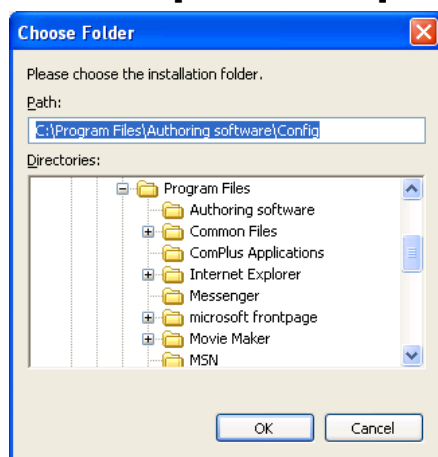 Choose Folder
Please choose the installation folder.
Path:
C:\Program Files\Authoring software\Config
Directories:
Program Files
Authoring software
Common Files
ComPlus Applications
Internet Explorer
Messenger
microsoft frontpage
Movie Maker
MSN
OK Cancel